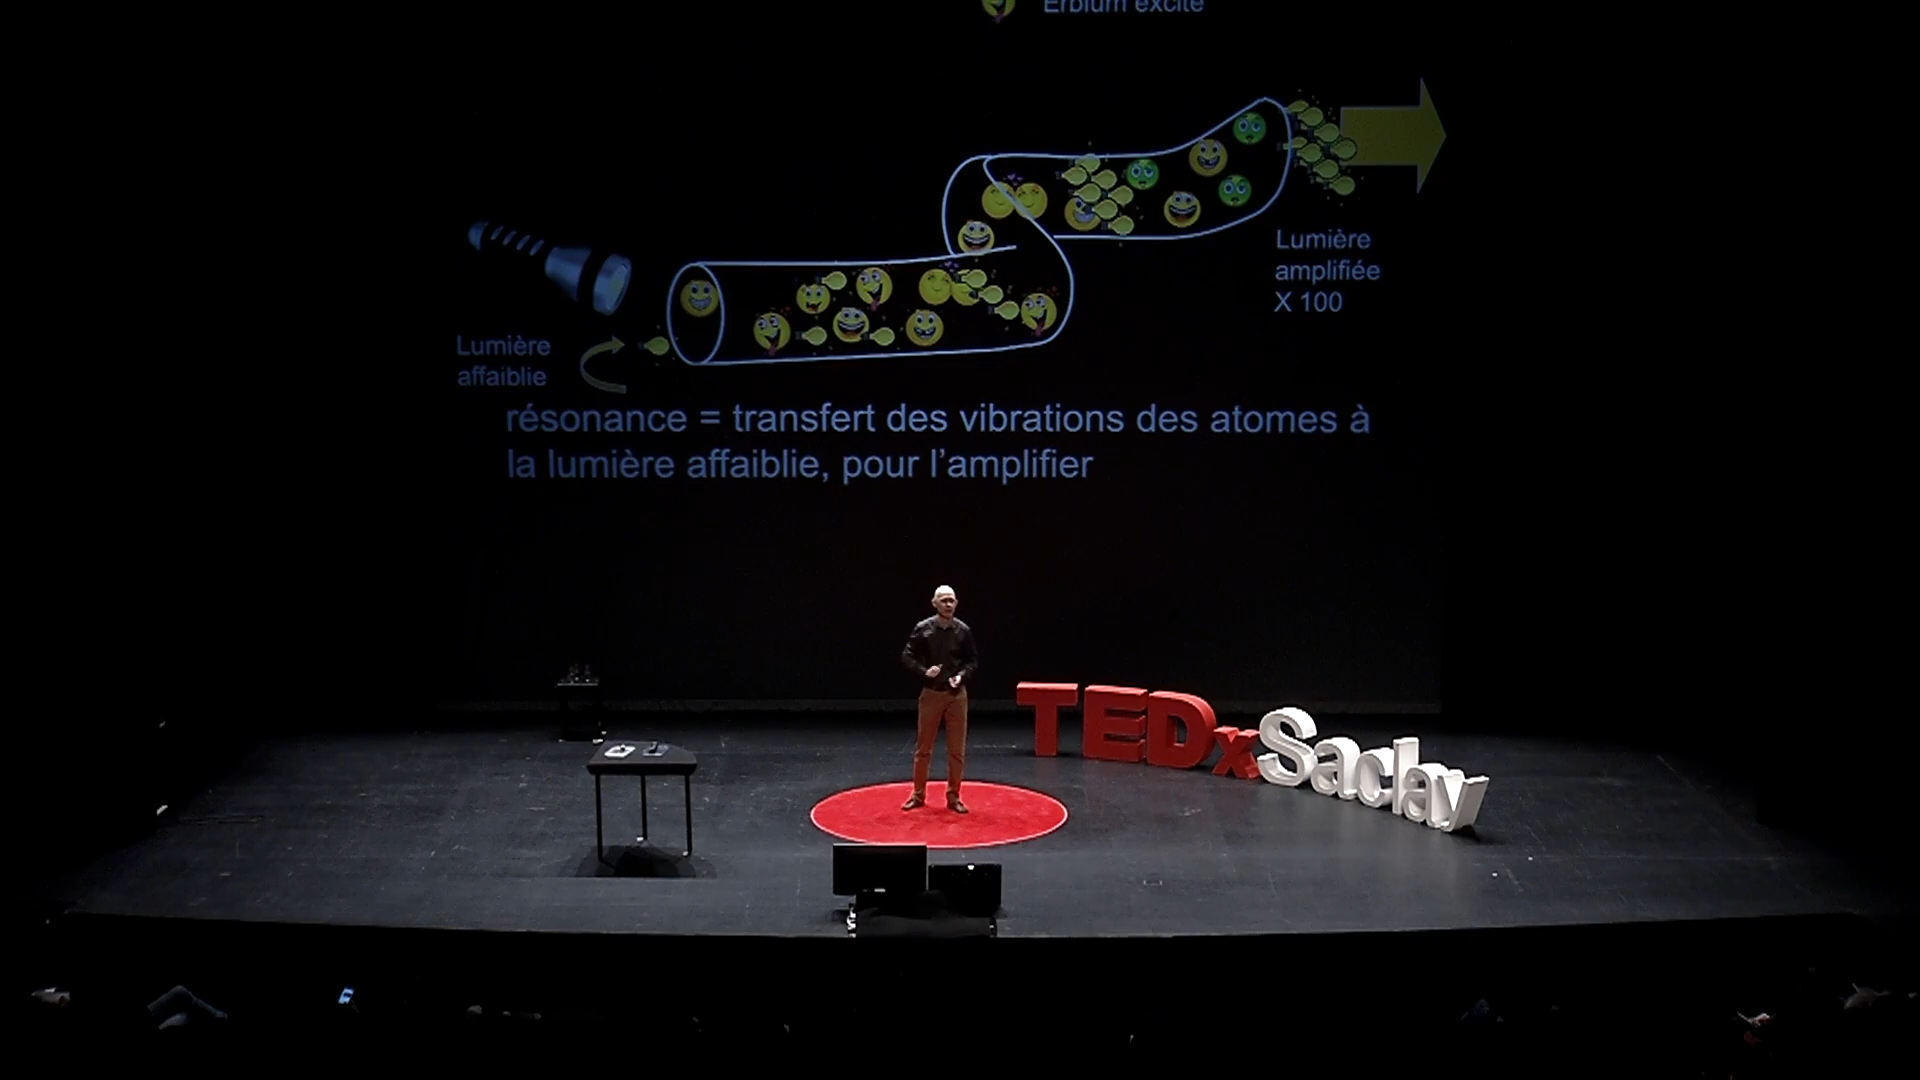 Erbium excité
Lumière
amplifiée
X 100
Lumière
affaiblie
résonance = transfert des vibrations des atomes à
la lumière affaiblie, pour l’amplifier
TEDxSaclay